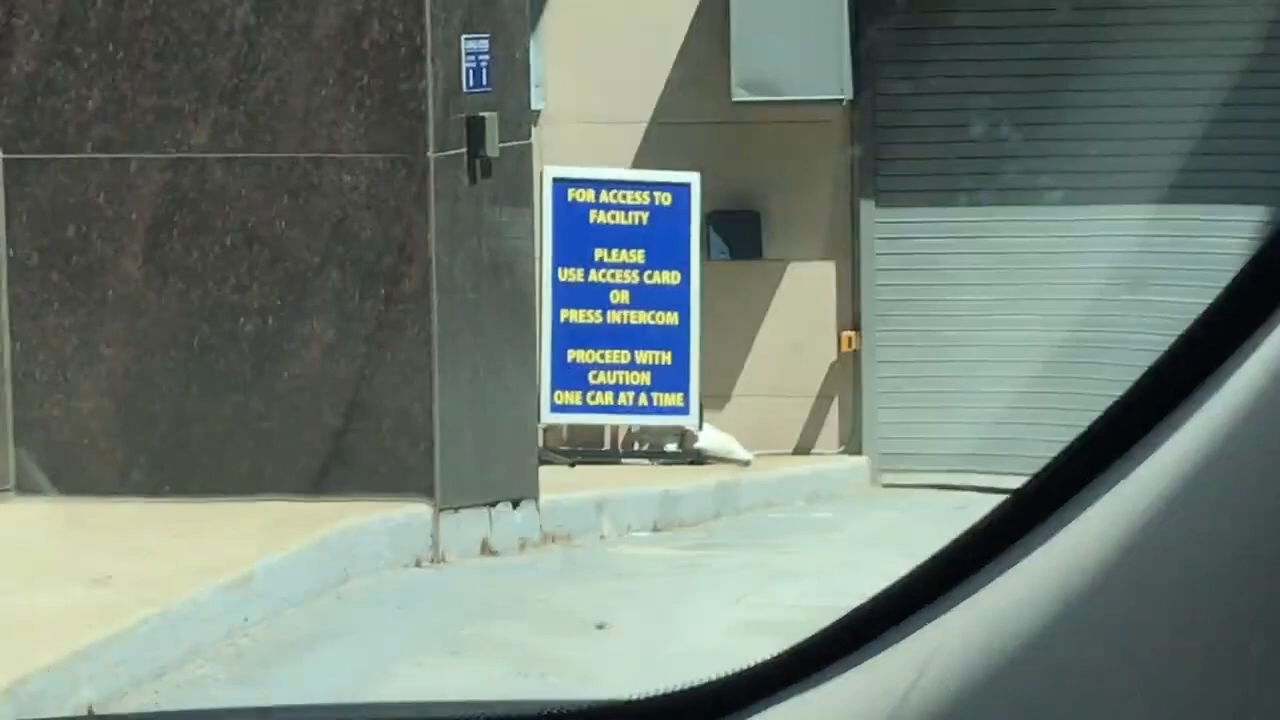 FOR ACCESS TO
FACILITY
PLEASE
USE ACCESS CARD
OR
PRESS INTERCOM
PROCEED WITH
CAUTION
ONE CAR AT A TIME